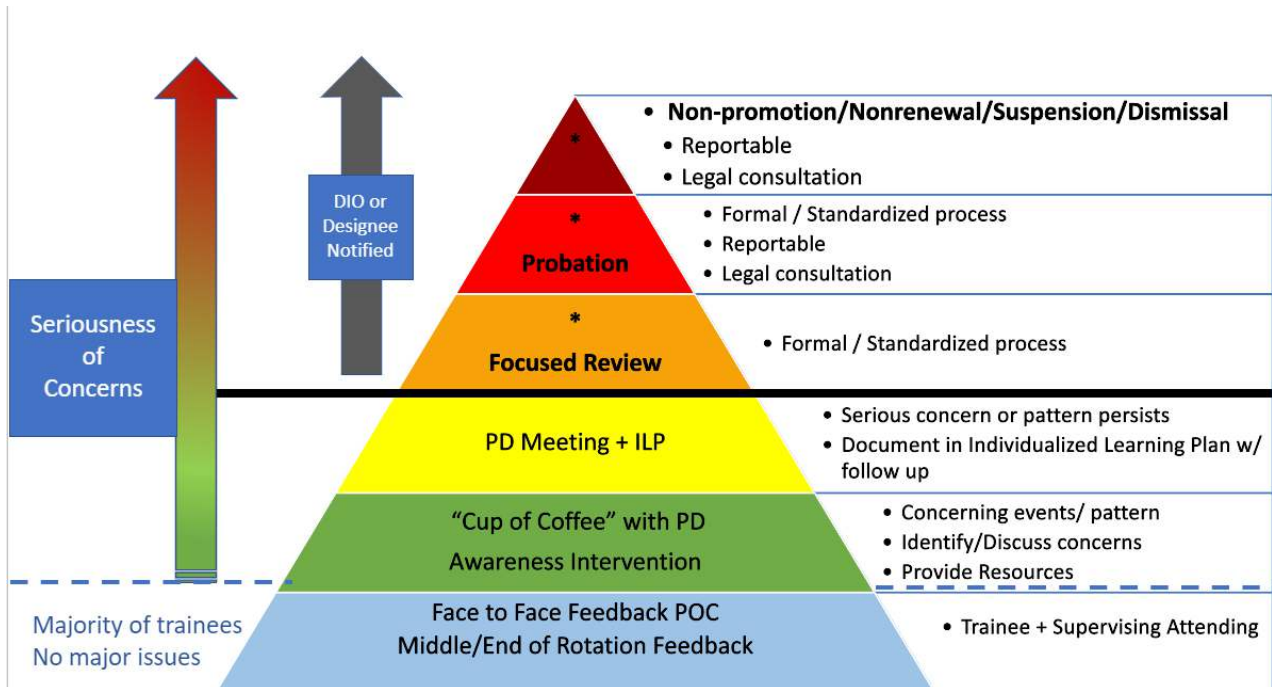 • Non-promotion/Nonrenewal/Suspension/Dismissal
• Reportable
• Legal consultation
*
DIO or
Designee
Notified
• Formal / Standardized process
• Reportable
• Legal consultation
*
Probation
Seriousness
of
Concerns
*
Focused Review
• Formal / Standardized process
PD Meeting + ILP
• Serious concern or pattern persists
• Document in Individualized Learning Plan w/
follow up
“Cup of Coffee” with PD
Awareness Intervention
• Concerning events/ pattern
• Identify/Discuss concerns
• Provide Resources
Majority of trainees
No major issues
Face to Face Feedback POC
Middle/End of Rotation Feedback
• Trainee + Supervising Attending